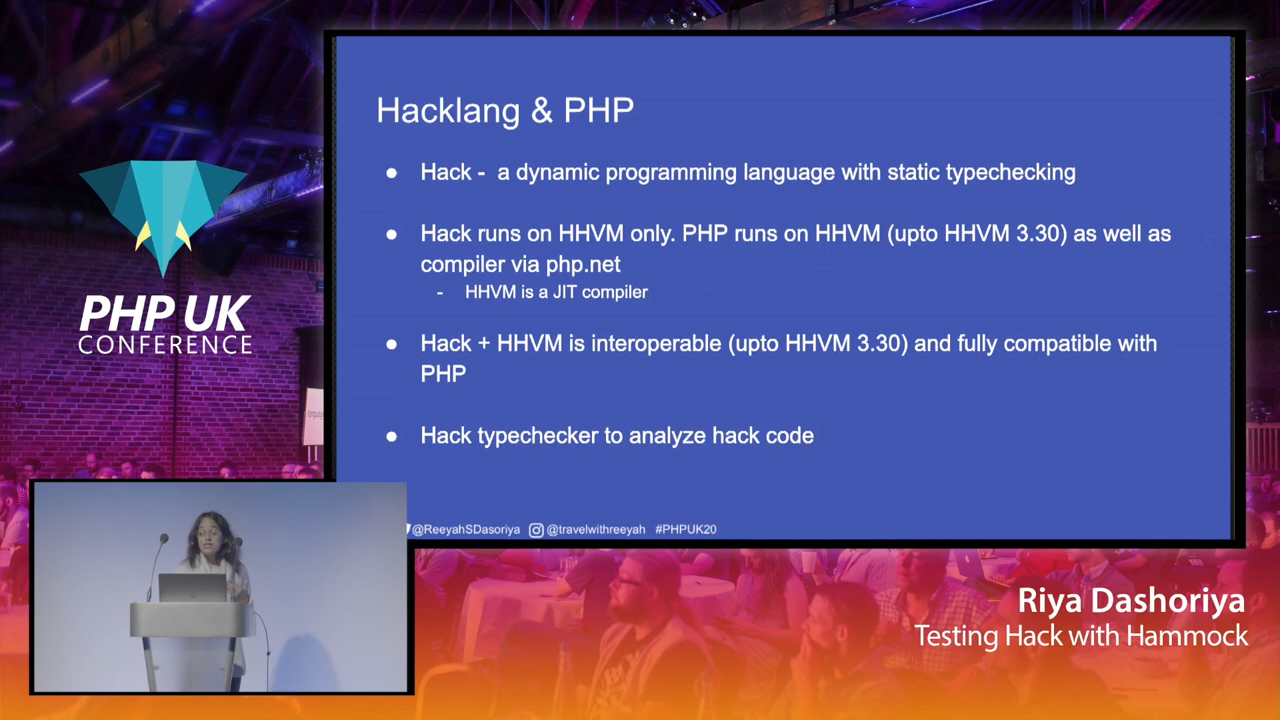 Hacklang & PHP
● Hack - a dynamic programming language with static typechecking
● Hack runs on HHVM only. PHP runs on HHVM (upto HHVM 3.30) as well as
compiler via php.net
- HHVM is a JIT compiler
● Hack + HHVM is interoperable (upto HHVM 3.30) and fully compatible with
PHP
● Hack typechecker to analyze hack code
@ReeyahSDasoriya @travelwithreeyah #PHPUK20
PHP UK
CONFERENCE
Riya Dashoriya
Testing Hack with Hammock